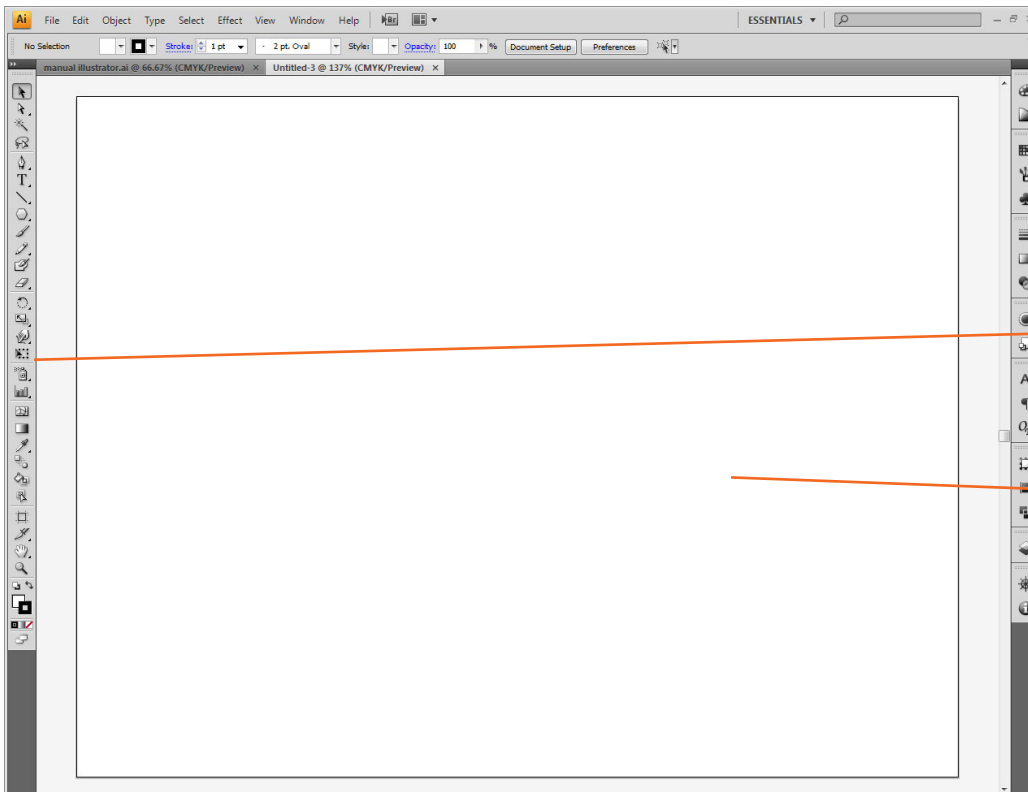 Ai File Edit Object Type Select Effect View Window Help Br ESSENTIALS
No Selection Stroke: 1 pt 2 pt. Oval Style: Opacity: 100 % Document Setup Preferences
manual illustrator.ai @ 66.67% (CMYK/Preview) × Untitled-3 @ 137% (CMYK/Preview) ×
T
A